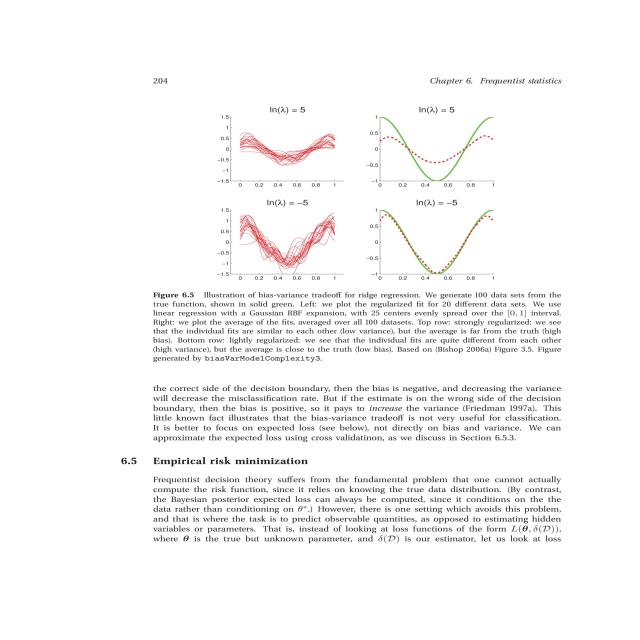 204
Chapter 6. Frequentist statistics
ln(λ) = 5
1.5
1
0.5
0
−0.5
−1
−1.5
0 0.2 0.4 0.6 0.8 1
ln(λ) = 5
1
0.5
0
−0.5
−1
0 0.2 0.4 0.6 0.8 1
ln(λ) = −5
1.5
1
0.5
0
−0.5
−1
−1.5
0 0.2 0.4 0.6 0.8 1
ln(λ) = −5
1
0.5
0
−0.5
−1
0 0.2 0.4 0.6 0.8 1
Figure 6.5 Illustration of bias-variance tradeoff for ridge regression. We generate 100 data sets from the
true function, shown in solid green. Left: we plot the regularized fit for 20 different data sets. We use
linear regression with a Gaussian RBF expansion, with 25 centers evenly spread over the [0, 1] interval.
Right: we plot the average of the fits, averaged over all 100 datasets. Top row: strongly regularized: we see
that the individual fits are similar to each other (low variance), but the average is far from the truth (high
bias). Bottom row: lightly regularized: we see that the individual fits are quite different from each other
(high variance), but the average is close to the truth (low bias). Based on (Bishop 2006a) Figure 3.5. Figure
generated by biasVarModelComplexity3.
the correct side of the decision boundary, then the bias is negative, and decreasing the variance
will decrease the misclassification rate. But if the estimate is on the wrong side of the decision
boundary, then the bias is positive, so it pays to increase the variance (Friedman 1997a). This
little known fact illustrates that the bias-variance tradeoff is not very useful for classification.
It is better to focus on expected loss (see below), not directly on bias and variance. We can
approximate the expected loss using cross validatinon, as we discuss in Section 6.5.3.
6.5 Empirical risk minimization
Frequentist decision theory suffers from the fundamental problem that one cannot actually
compute the risk function, since it relies on knowing the true data distribution. (By contrast,
the Bayesian posterior expected loss can always be computed, since it conditions on the the
data rather than conditioning on θ*.) However, there is one setting which avoids this problem,
and that is where the task is to predict observable quantities, as opposed to estimating hidden
variables or parameters. That is, instead of looking at loss functions of the form L(θ, δ(D)),
where θ is the true but unknown parameter, and δ(D) is our estimator, let us look at loss